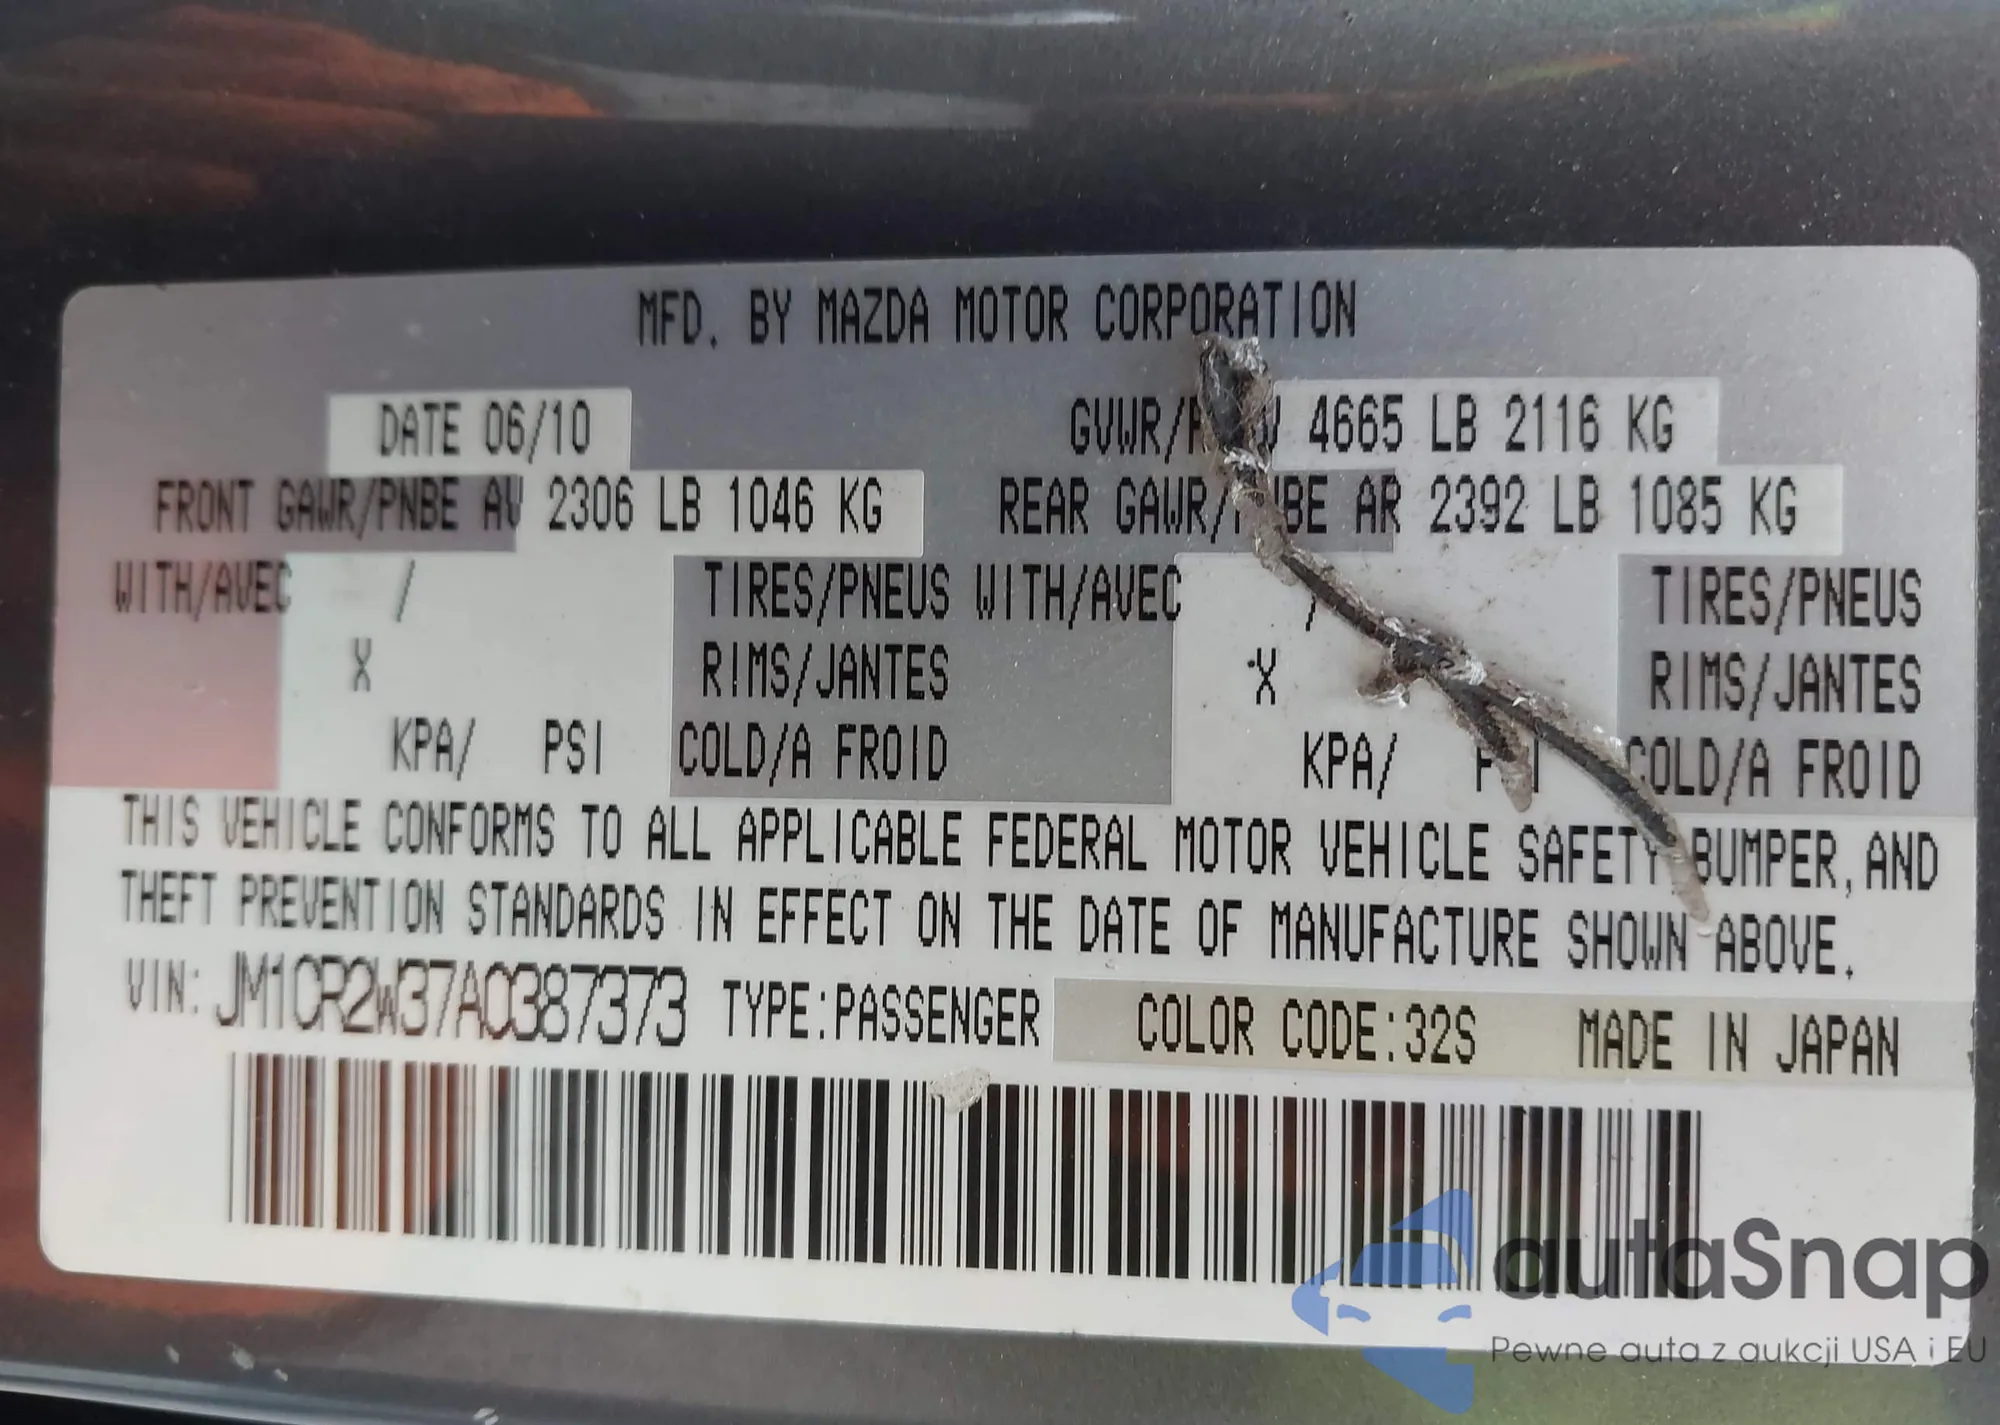 MFD. BY MAZDA MOTOR CORPORATION
DATE 06/10 4665 LB 2116 KG
FRONT GAWR/PNBE AV 2306 LB 1046 KG REAR AR 2392 LB 1085 KG
WITH/AVEC / TIRES/PNEUS WITH/AVEC / TIRES/PNEUS
X RIMS/JANTES X RIMS/JANTES
KPA/ PSI COLD/A FROID KPA/ COLD/A FROID
THIS VEHICLE CONFORMS TO ALL APPLICABLE FEDERAL MOTOR VEHICLE SAFETY BUMPER, AND
THEFT PREVENTION STANDARDS IN EFFECT ON THE DATE OF MANUFACTURE SHOWN ABOVE.
VIN: JM1CR2W37A0387373 TYPE:PASSENGER COLOR CODE:32S MADE IN JAPAN
autaSnap
Pewne auta z aukcji USA i EU